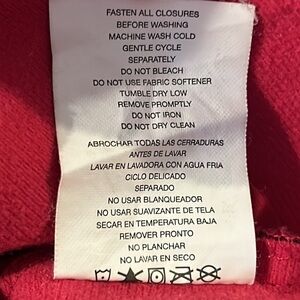 FASTEN ALL CLOSURES
BEFORE WASHING
MACHINE WASH COLD
GENTLE CYCLE
SEPARATELY
DO NOT BLEACH
DO NOT USE FABRIC SOFTENER
TUMBLE DRY LOW
REMOVE PROMPTLY
DO NOT IRON
DO NOT DRY CLEAN
ABROCHAR TODAS LAS CERRADURAS
ANTES DE LAVAR
LAVAR EN LAVADORA CON AGUA FRIA
CICLO DELICADO
SEPARADO
NO USAR BLANQUEADOR
NO USAR SUAVIZANTE DE TELA
SECAR EN TEMPERATURA BAJA
REMOVER PRONTO
NO PLANCHAR
NO LAVAR EN SECO